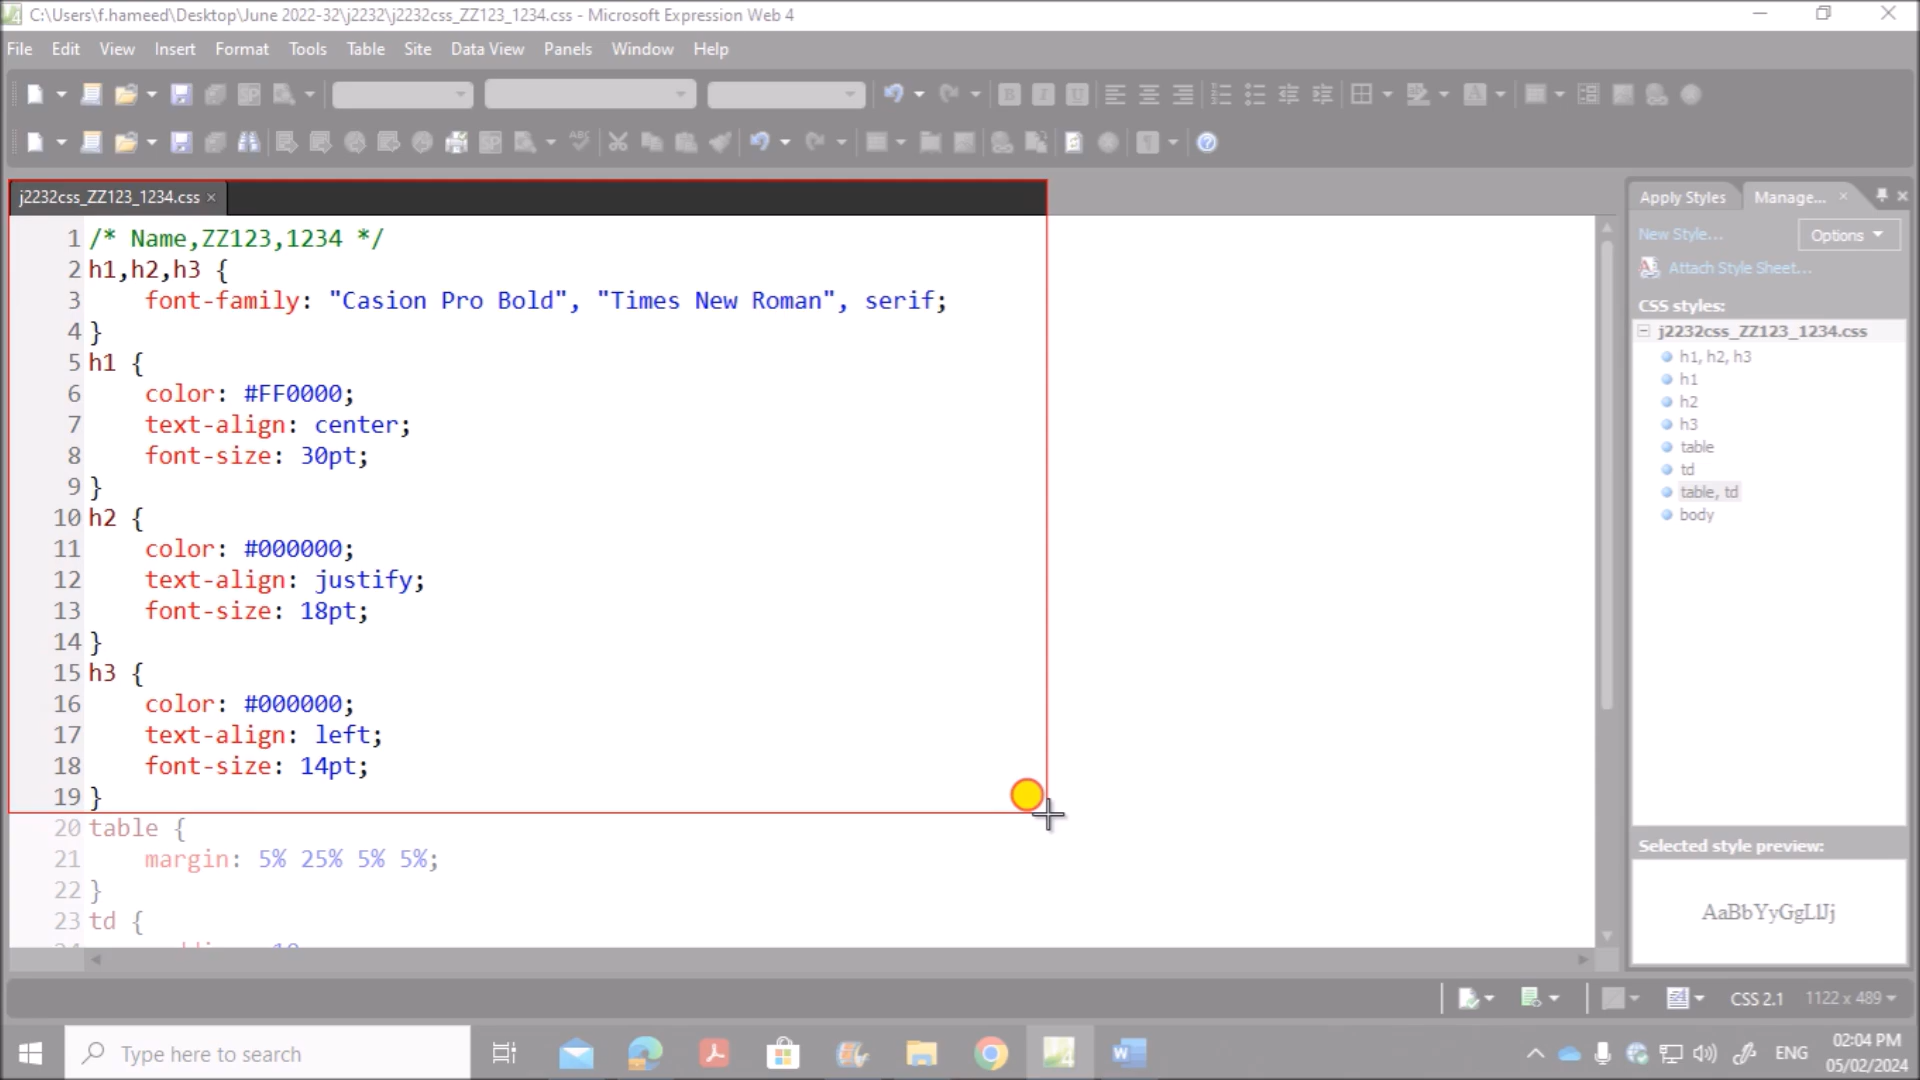 C:\Users\f.hameed\Desktop\June 2022-32\j2232\j2232css_ZZ123_1234.css - Microsoft Expression Web 4
File Edit View Insert Format Tools Table Site Data View Panels Window Help
j2232css_ZZ123_1234.css ×
1 /* Name,ZZ123,1234 */
2 h1,h2,h3 {
3 font-family: "Casion Pro Bold", "Times New Roman", serif;
4 }
5 h1 {
6 color: #FF0000;
7 text-align: center;
8 font-size: 30pt;
9 }
10 h2 {
11 color: #000000;
12 text-align: justify;
13 font-size: 18pt;
14 }
15 h3 {
16 color: #000000;
17 text-align: left;
18 font-size: 14pt;
19 }
20 table {
21 margin: 5% 25% 5% 5%;
22 }
23 td {
Apply Styles Manage...
New Style... Options
Attach Style Sheet...
CSS styles:
j2232css_ZZ123_1234.css
h1, h2, h3
h1
h2
h3
table
td
table, td
body
Selected style preview:
AaBbYyGgLlJj
CSS 2.1 1122 x 489
Type here to search
ENG
02:04 PM
05/02/2024